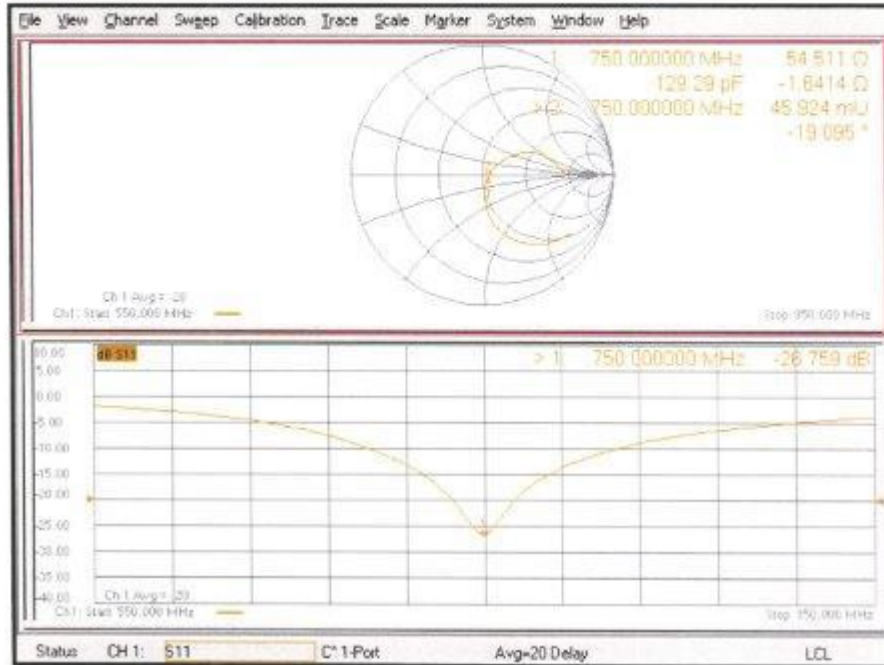 File View Channel Sweep Calibration Trace Scale Marker System Window Help
1: 750.000000 MHz 54.511 Ω
129.29 pF -1.6414 Ω
> 2: 750.000000 MHz 45.924 mU
-19.095 °
Ch 1 Avg = 20
Ch1: Start 550.000 MHz
Stop 950.000 MHz
dB S11
> 1: 750.000000 MHz -26.759 dB
5.00
0.00
-5.00
-10.00
-15.00
-20.00
-25.00
-30.00
-35.00
-40.00
Ch 1 Avg = 20
Ch1: Start 550.000 MHz
Stop 950.000 MHz
Status CH 1: S11 C* 1-Port Avg=20 Delay LCL